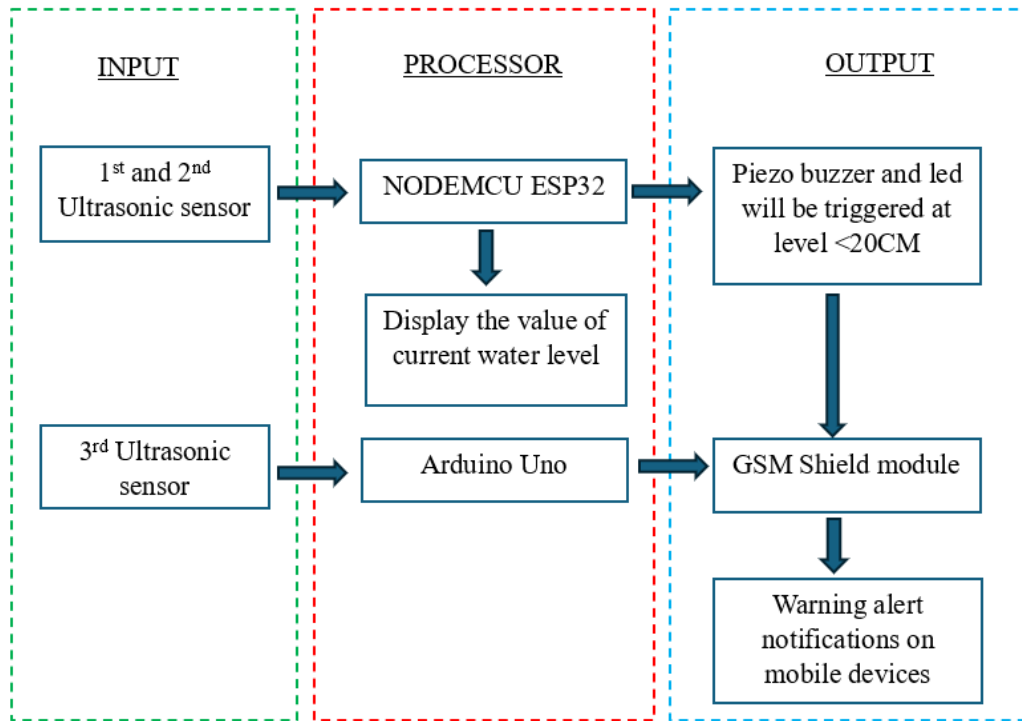 INPUT
PROCESSOR
OUTPUT
1st and 2nd
Ultrasonic sensor
NODEMCU ESP32
Piezo buzzer and led
will be triggered at
level <20CM
Display the value of
current water level
3rd Ultrasonic
sensor
Arduino Uno
GSM Shield module
Warning alert
notifications on
mobile devices